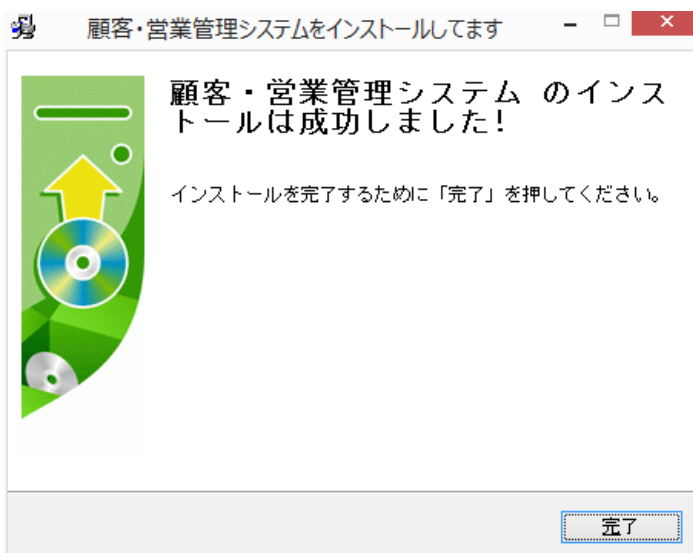 顧客・営業管理システムをインストールしてます
顧客・営業管理システム のインス
トールは成功しました!
インストールを完了するために「完了」を押してください。
完了